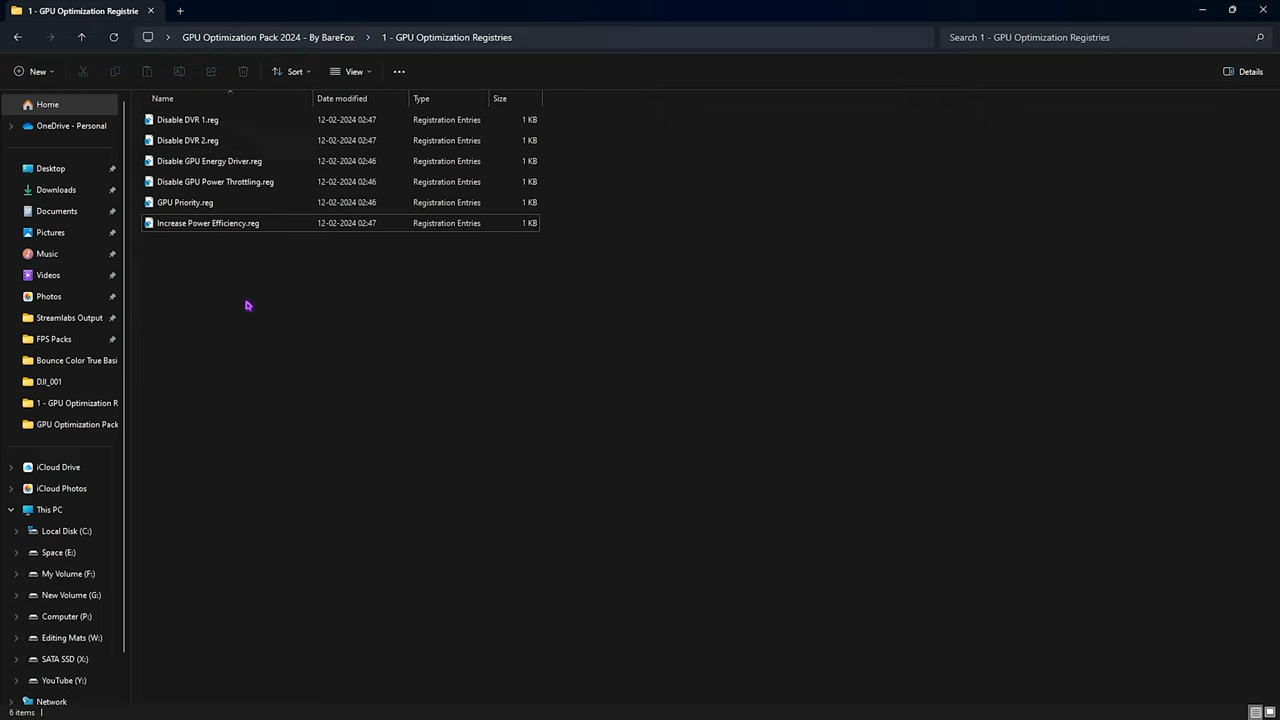 1 - GPU Optimization Registrie
GPU Optimization Pack 2024 - By BareFox > 1 - GPU Optimization Registries
Search 1 - GPU Optimization Registries
New
Sort
View
Details
Name Date modified Type Size
Disable DVR 1.reg 12-02-2024 02:47 Registration Entries 1 KB
Disable DVR 2.reg 12-02-2024 02:47 Registration Entries 1 KB
Disable GPU Energy Driver.reg 12-02-2024 02:46 Registration Entries 1 KB
Disable GPU Power Throttling.reg 12-02-2024 02:46 Registration Entries 1 KB
GPU Priority.reg 12-02-2024 02:46 Registration Entries 1 KB
Increase Power Efficiency.reg 12-02-2024 02:47 Registration Entries 1 KB
Home
OneDrive - Personal
Desktop
Downloads
Documents
Pictures
Music
Videos
Photos
Streamlabs Output
FPS Packs
Bounce Color True Basi
DJI_001
1 - GPU Optimization R
GPU Optimization Pack
iCloud Drive
iCloud Photos
This PC
Local Disk (C:)
Space (E:)
My Volume (F:)
New Volume (G:)
Computer (P:)
Editing Mats (W:)
SATA SSD (X:)
YouTube (Y:)
Network
6 items